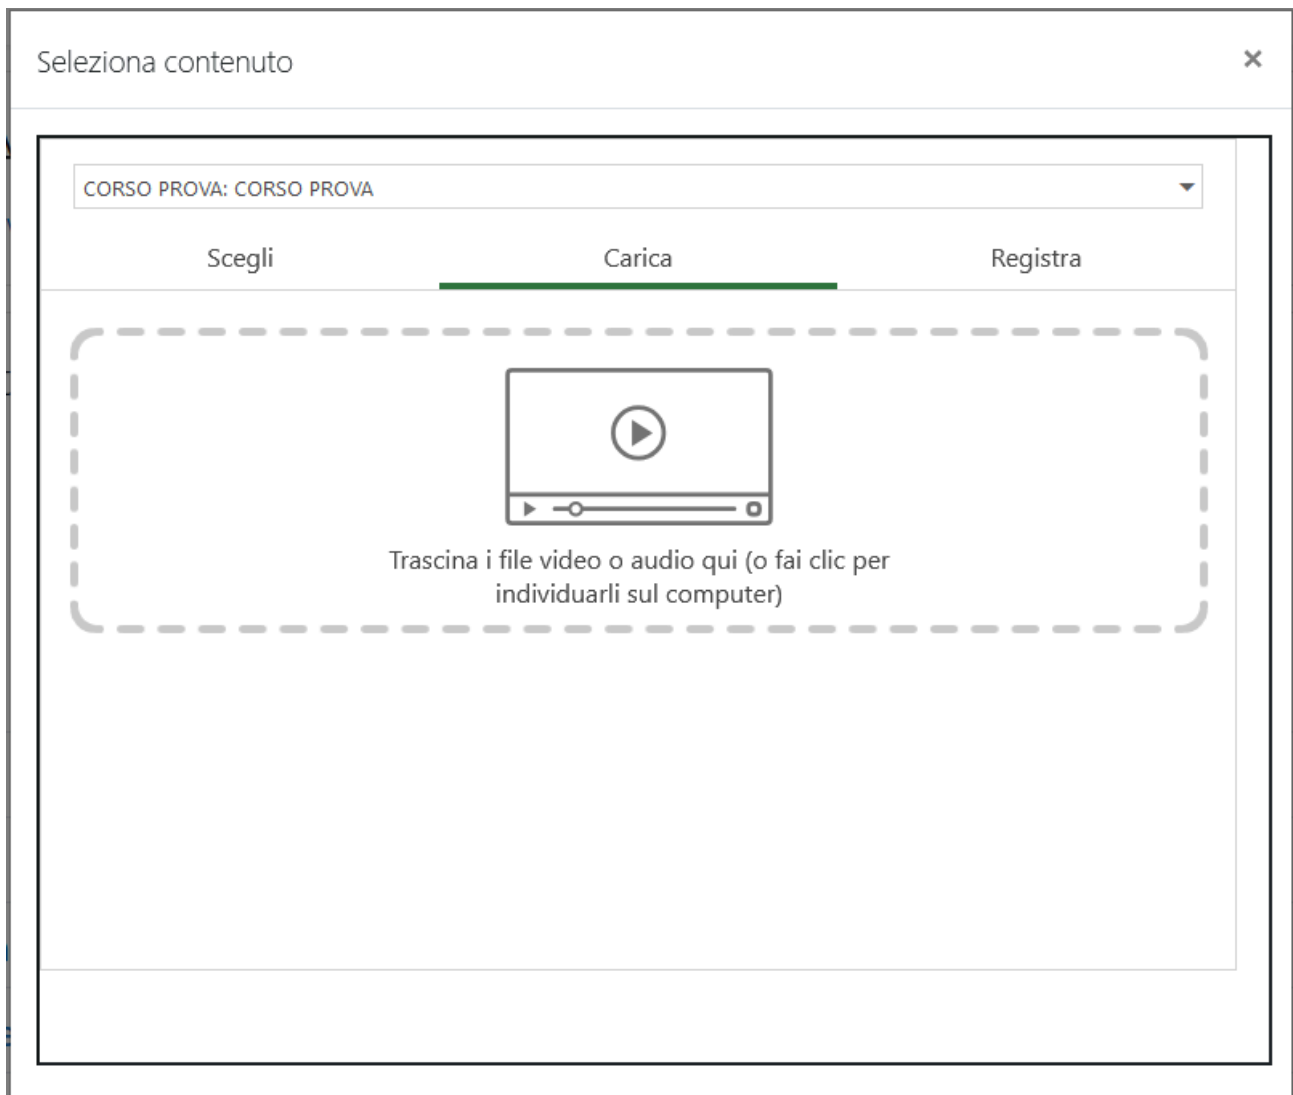 Seleziona contenuto
CORSO PROVA: CORSO PROVA
Scegli
Carica
Registra
Trascina i file video o audio qui (o fai clic per
individuarli sul computer)